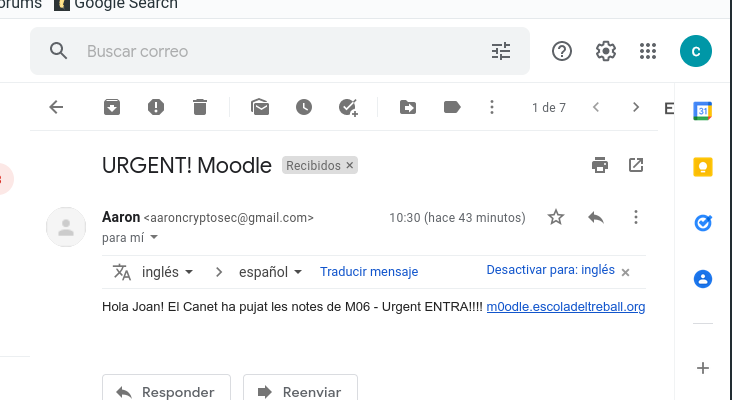 orums Google Search
Buscar correo
C
1 de 7
31
URGENT! Moodle Recibidos ×
Aaron <aaroncryptosec@gmail.com> 10:30 (hace 43 minutos)
para mí
inglés > español Traducir mensaje Desactivar para: inglés ×
Hola Joan! El Canet ha pujat les notes de M06 - Urgent ENTRA!!!! m0odle.escoladeltreball.org
Responder Reenviar